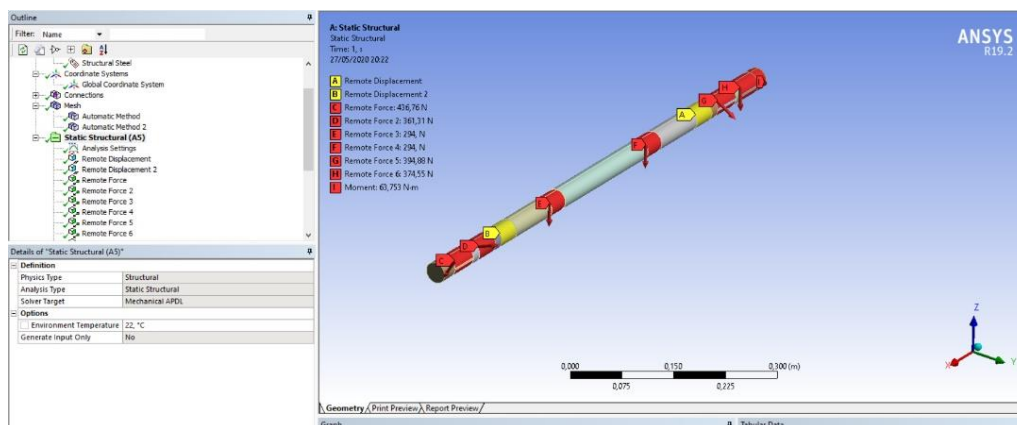 Outline
Filter: Name
Structural Steel
Coordinate Systems
Global Coordinate System
Connections
Mesh
Automatic Method
Automatic Method 2
Static Structural (A5)
Analysis Settings
Remote Displacement
Remote Displacement 2
Remote Force
Remote Force 2
Remote Force 3
Remote Force 4
Remote Force 5
Remote Force 6
Details of "Static Structural (A5)"
Definition
Physics Type Structural
Analysis Type Static Structural
Solver Target Mechanical APDL
Options
Environment Temperature 22, °C
Generate Input Only No
A: Static Structural
Static Structural
Time: 1, s
27/05/2020 20:22
A Remote Displacement
B Remote Displacement 2
C Remote Force: 436,76 N
D Remote Force 2: 361,31 N
E Remote Force 3: 294, N
F Remote Force 4: 294, N
G Remote Force 5: 394,88 N
H Remote Force 6: 374,55 N
I Moment: 63,753 N·m
ANSYS
R19.2
H
G
A
F
E
B
D
C
Z
X
Y
0,000 0,150 0,300 (m)
0,075 0,225
Geometry Print Preview Report Preview
Graph
Tabular Data